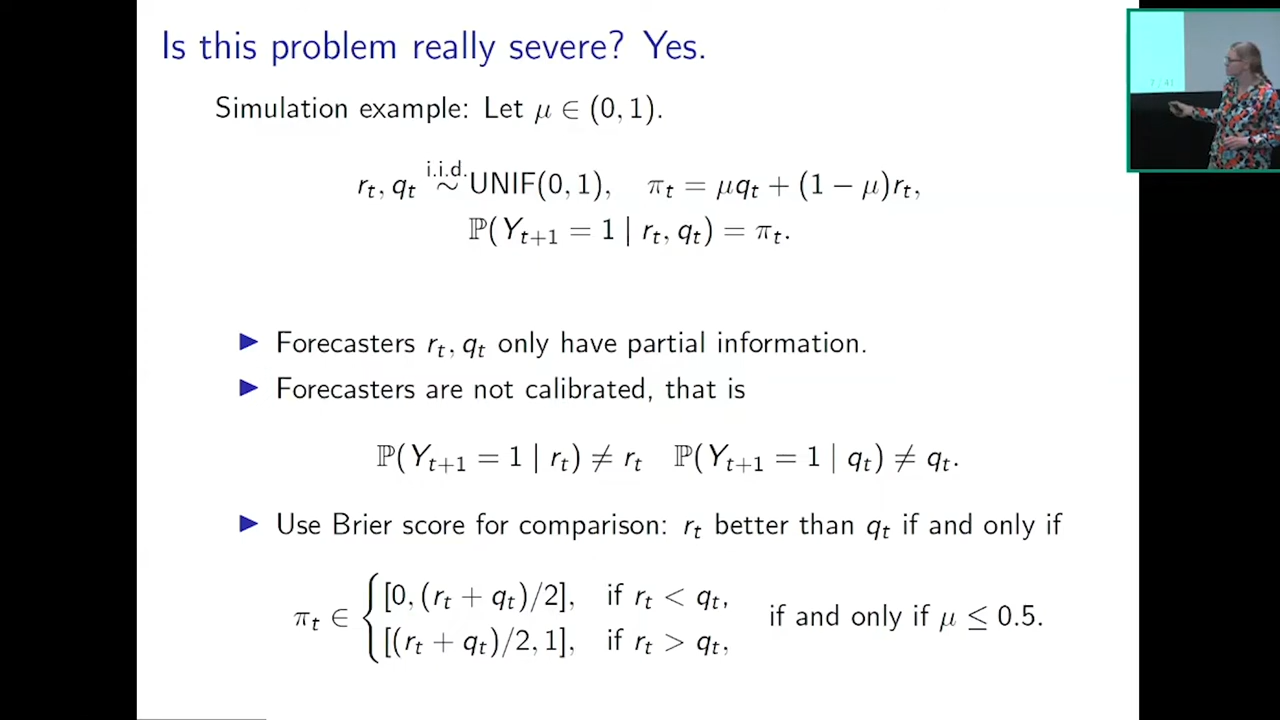 Is this problem really severe? Yes.
Simulation example: Let μ ∈ (0, 1).
r_t, q_t i.i.d. ∼ UNIF(0, 1), π_t = μq_t + (1 − μ)r_t,
ℙ(Y_{t+1} = 1 | r_t, q_t) = π_t.
▶ Forecasters r_t, q_t only have partial information.
▶ Forecasters are not calibrated, that is
ℙ(Y_{t+1} = 1 | r_t) ≠ r_t ℙ(Y_{t+1} = 1 | q_t) ≠ q_t.
▶ Use Brier score for comparison: r_t better than q_t if and only if
π_t ∈ { [0, (r_t + q_t)/2], if r_t < q_t,
[(r_t + q_t)/2, 1], if r_t > q_t,
if and only if μ ≤ 0.5.
7 / 41